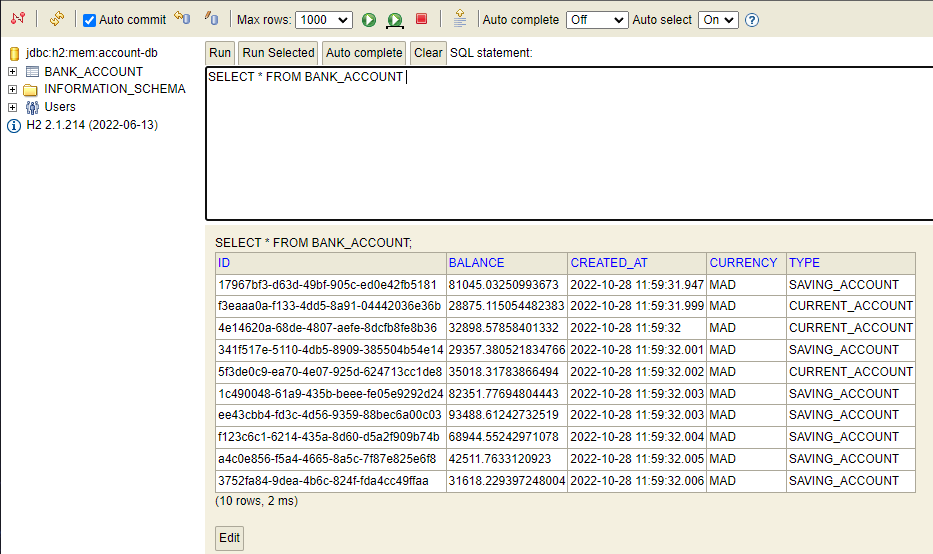 Auto commit Max rows: 1000 Auto complete Off Auto select On ?
jdbc:h2:mem:account-db
BANK_ACCOUNT
INFORMATION_SCHEMA
Users
H2 2.1.214 (2022-06-13)
Run Run Selected Auto complete Clear SQL statement:
SELECT * FROM BANK_ACCOUNT
SELECT * FROM BANK_ACCOUNT;
ID BALANCE CREATED_AT CURRENCY TYPE
17967bf3-d63d-49bf-905c-ed0e42fb5181 81045.03250993673 2022-10-28 11:59:31.947 MAD SAVING_ACCOUNT
f3eaaa0a-f133-4dd5-8a91-04442036e36b 28875.115054482383 2022-10-28 11:59:31.999 MAD CURRENT_ACCOUNT
4e14620a-68de-4807-aefe-8dcfb8fe8b36 32898.57858401332 2022-10-28 11:59:32 MAD CURRENT_ACCOUNT
341f517e-5110-4db5-8909-385504b54e14 29357.380521834766 2022-10-28 11:59:32.001 MAD SAVING_ACCOUNT
5f3de0c9-ea70-4e07-925d-624713cc1de8 35018.31783866494 2022-10-28 11:59:32.002 MAD CURRENT_ACCOUNT
1c490048-61a9-435b-beee-fe05e9292d24 82351.77694804443 2022-10-28 11:59:32.003 MAD SAVING_ACCOUNT
ee43cbb4-fd3c-4d56-9359-88bec6a00c03 93488.61242732519 2022-10-28 11:59:32.003 MAD SAVING_ACCOUNT
f123c6c1-6214-435a-8d60-d5a2f909b74b 68944.55242971078 2022-10-28 11:59:32.004 MAD SAVING_ACCOUNT
a4c0e856-f5a4-4665-8a5c-7f87e825e6f8 42511.7633120923 2022-10-28 11:59:32.005 MAD SAVING_ACCOUNT
3752fa84-9dea-4b6c-824f-fda4cc49ffaa 31618.229397248004 2022-10-28 11:59:32.006 MAD SAVING_ACCOUNT
(10 rows, 2 ms)
Edit